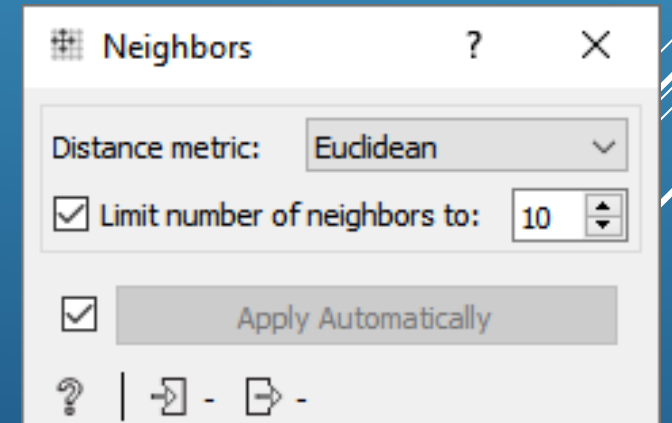 Neighbors ? ×
Distance metric: Euclidean
Limit number of neighbors to: 10
Apply Automatically
? | - -